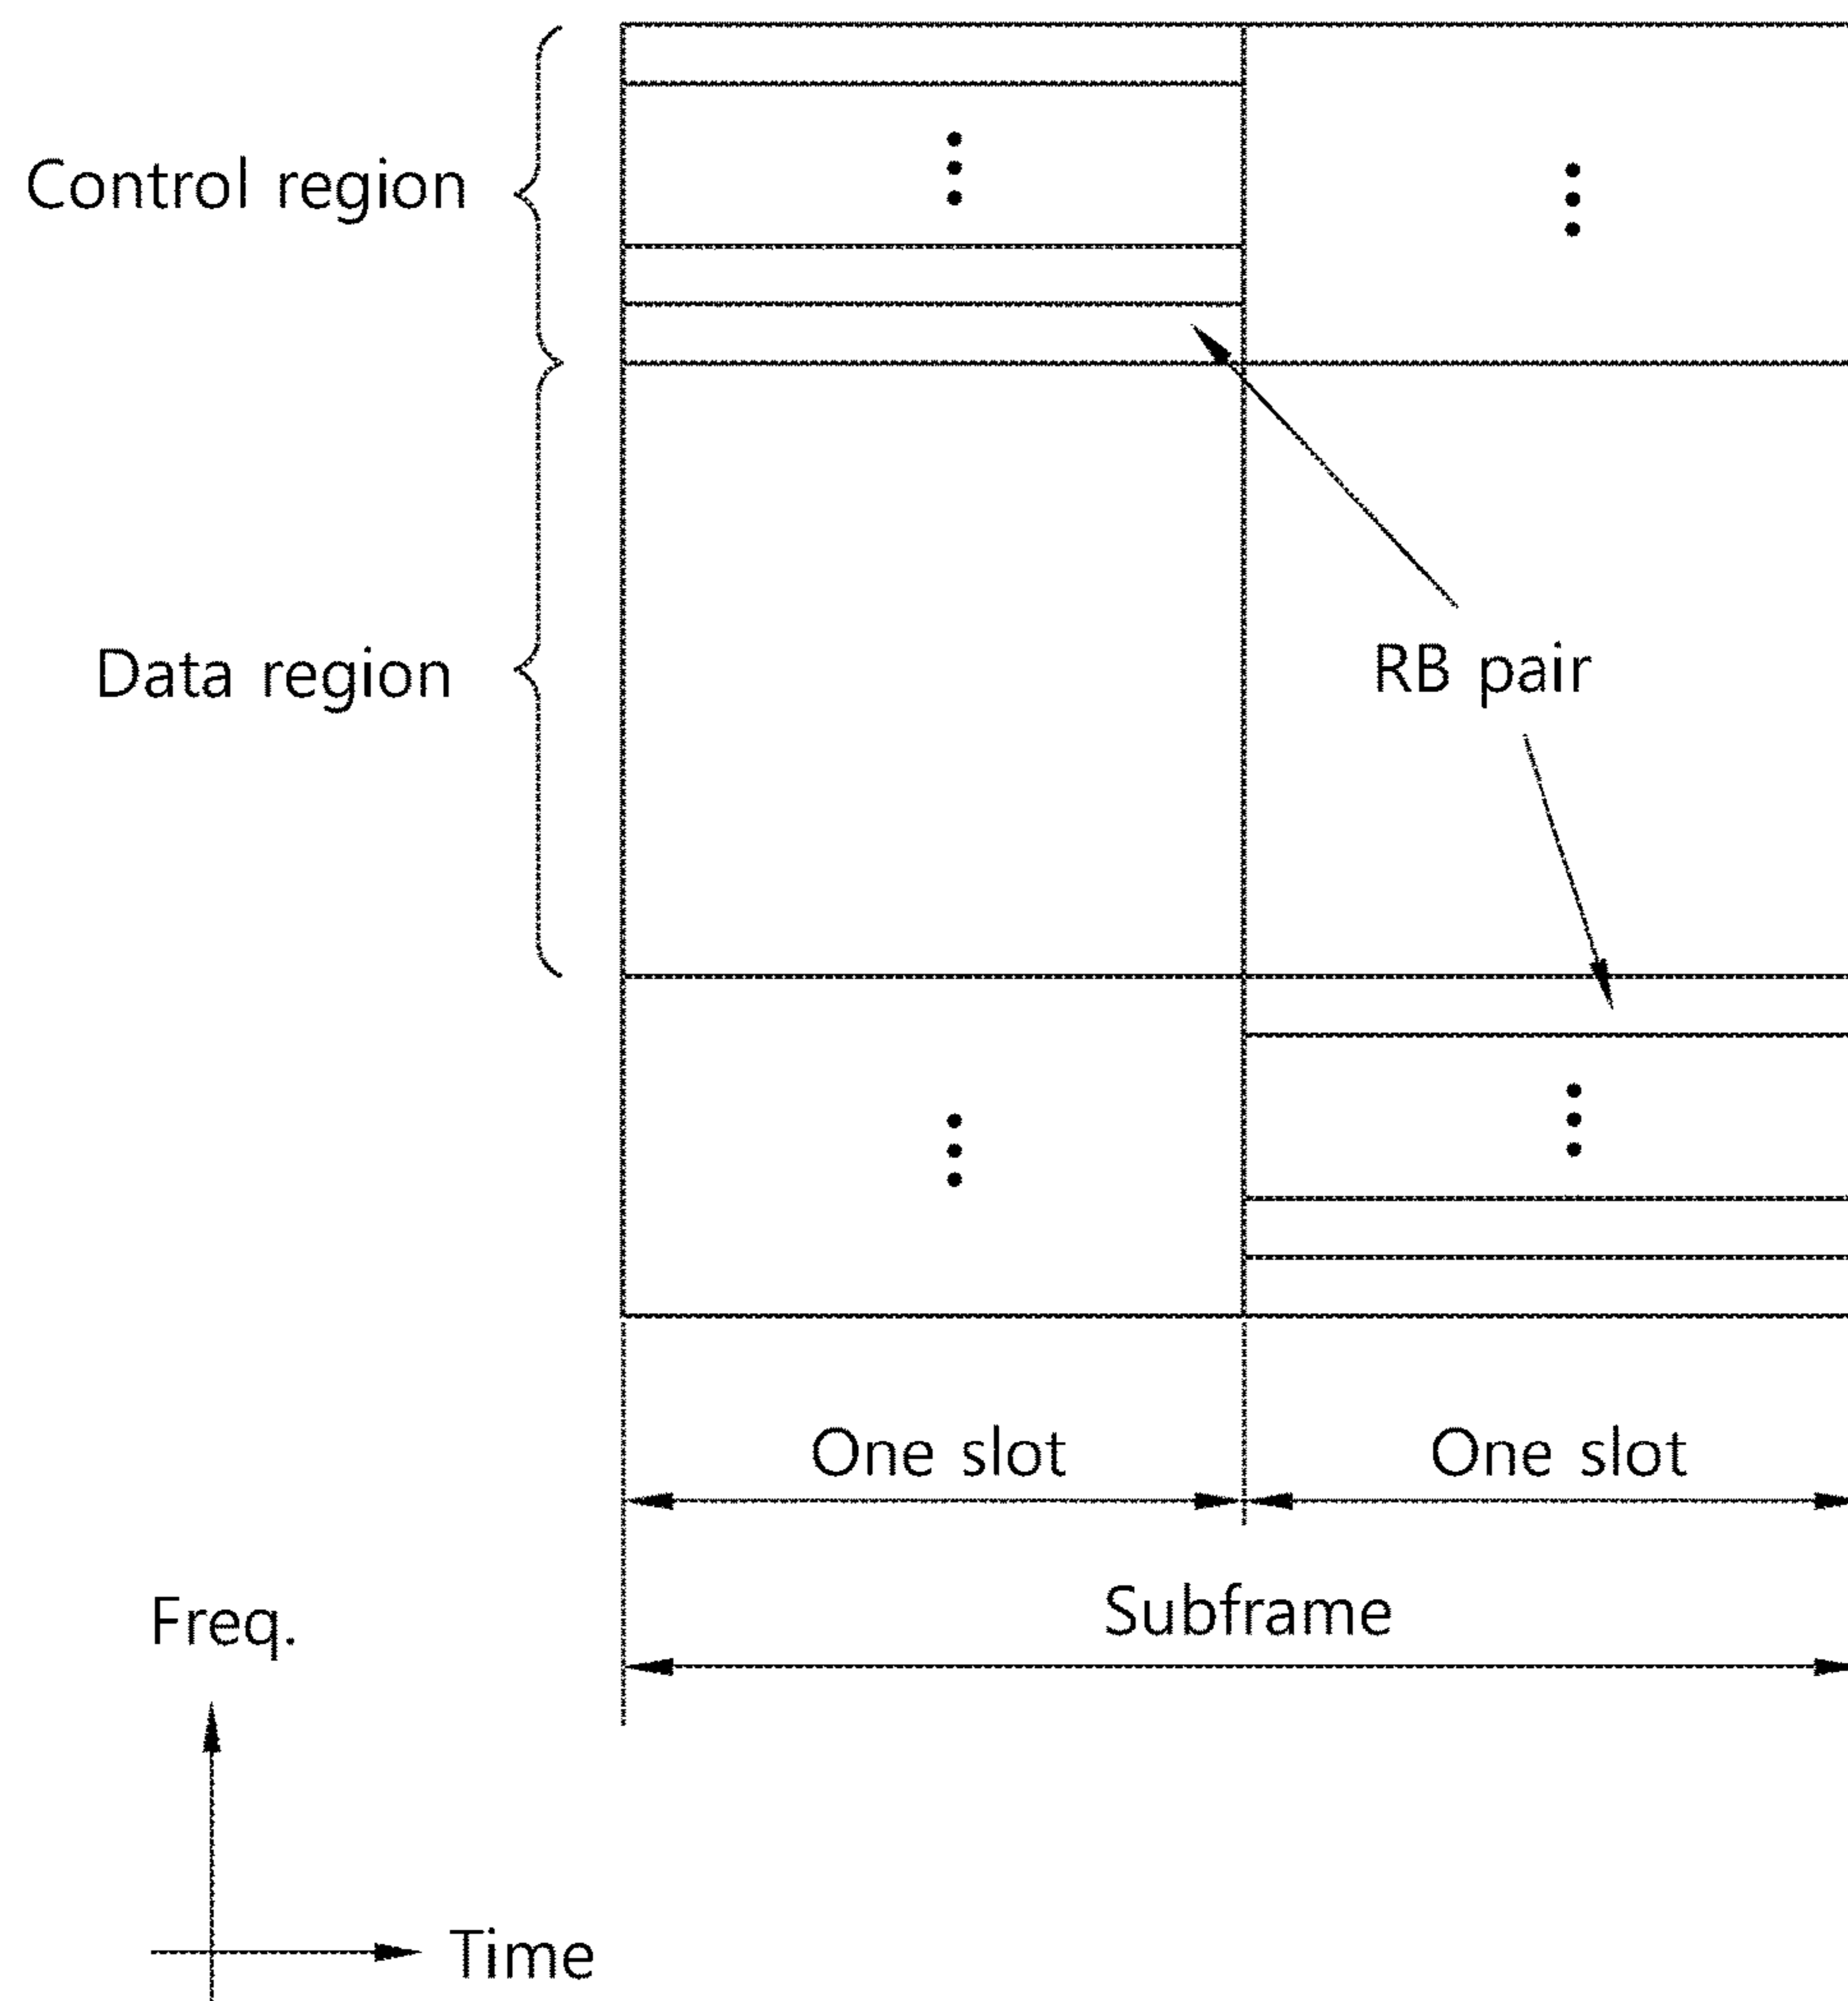 Control region
Data region
RB pair
One slot
One slot
Subframe
Freq.
Time